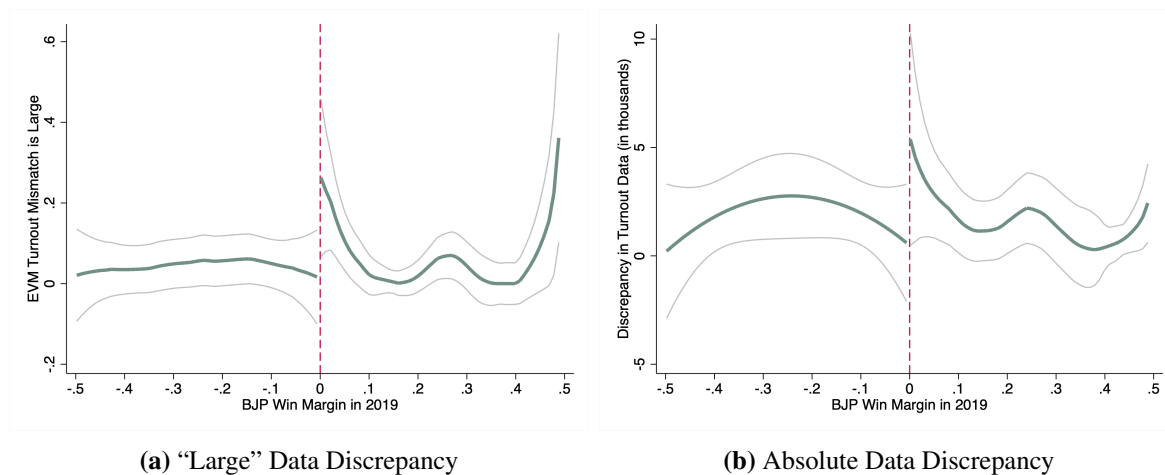 EVM Turnout Mismatch is Large
.6
.4
.2
0
-.2
-.5 -.4 -.3 -.2 -.1 0 .1 .2 .3 .4 .5
BJP Win Margin in 2019
(a) “Large” Data Discrepancy
Discrepancy in Turnout Data (in thousands)
10
5
0
-5
-.5 -.4 -.3 -.2 -.1 0 .1 .2 .3 .4 .5
BJP Win Margin in 2019
(b) Absolute Data Discrepancy